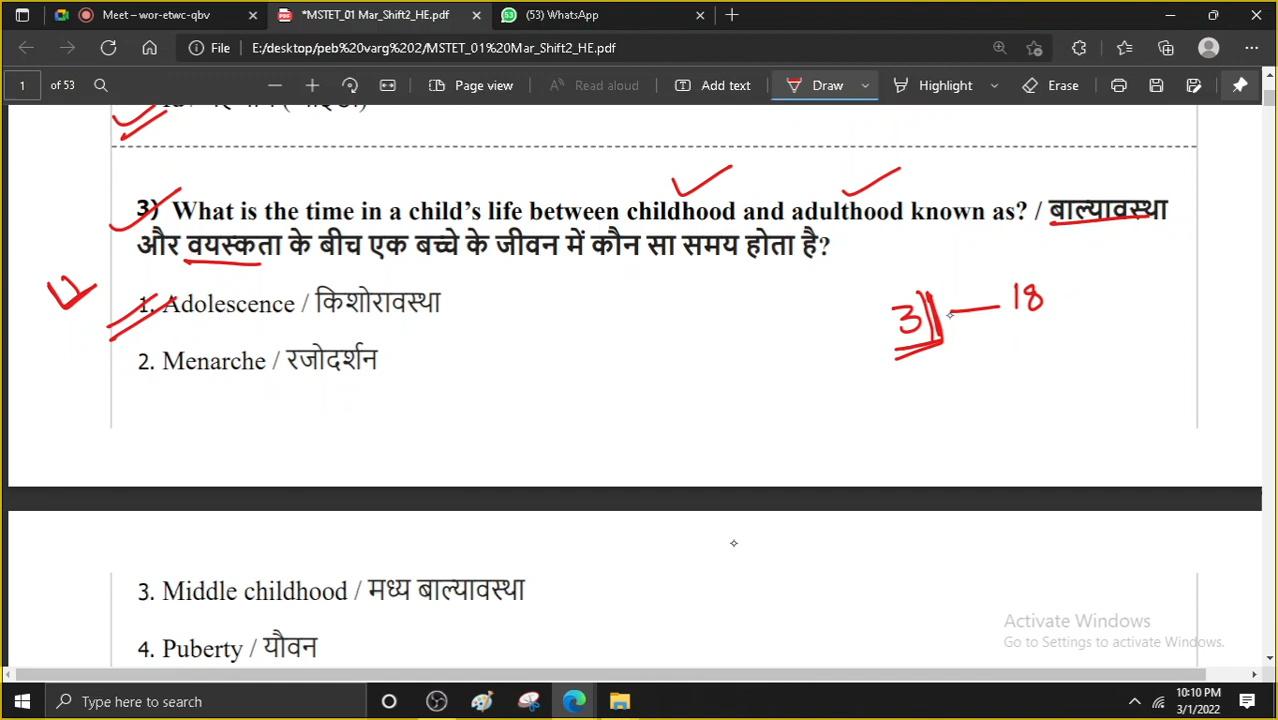 Meet – wor-etwc-qbv
*MSTET_01 Mar_Shift2_HE.pdf
(53) WhatsApp
File
E:/desktop/peb%20varg%202/MSTET_01%20Mar_Shift2_HE.pdf
1 of 53
Page view
Read aloud
Add text
Draw
Highlight
Erase
3) What is the time in a child's life between childhood and adulthood known as? / बाल्यावस्था
और वयस्कता के बीच एक बच्चे के जीवन में कौन सा समय होता है?
1. Adolescence / किशोरावस्था
3 — 18
2. Menarche / रजोदर्शन
3. Middle childhood / मध्य बाल्यावस्था
4. Puberty / यौवन
Activate Windows
Go to Settings to activate Windows.
Type here to search
10:10 PM
3/1/2022